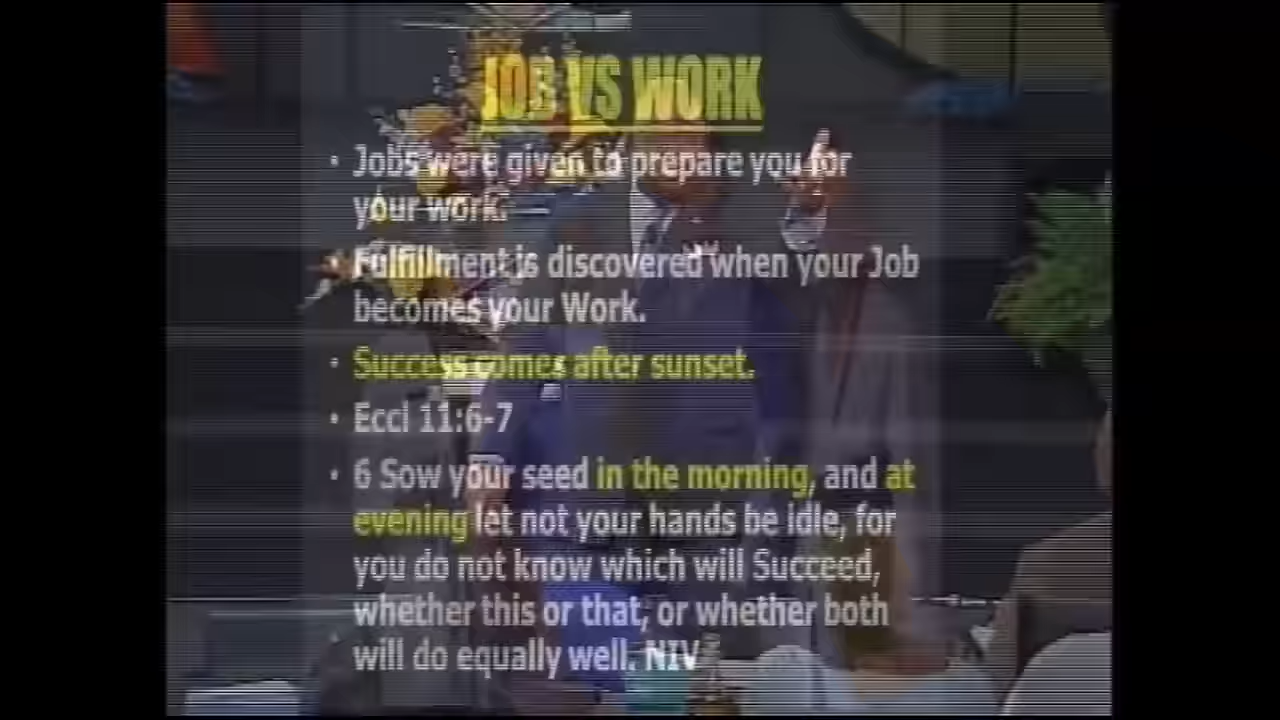 JOB VS WORK
• Jobs were given to prepare you for
your work.
• Fulfillment is discovered when your Job
becomes your Work.
• Success comes after sunset.
• Eccl 11:6-7
• 6 Sow your seed in the morning, and at
evening let not your hands be idle, for
you do not know which will Succeed,
whether this or that, or whether both
will do equally well. NIV